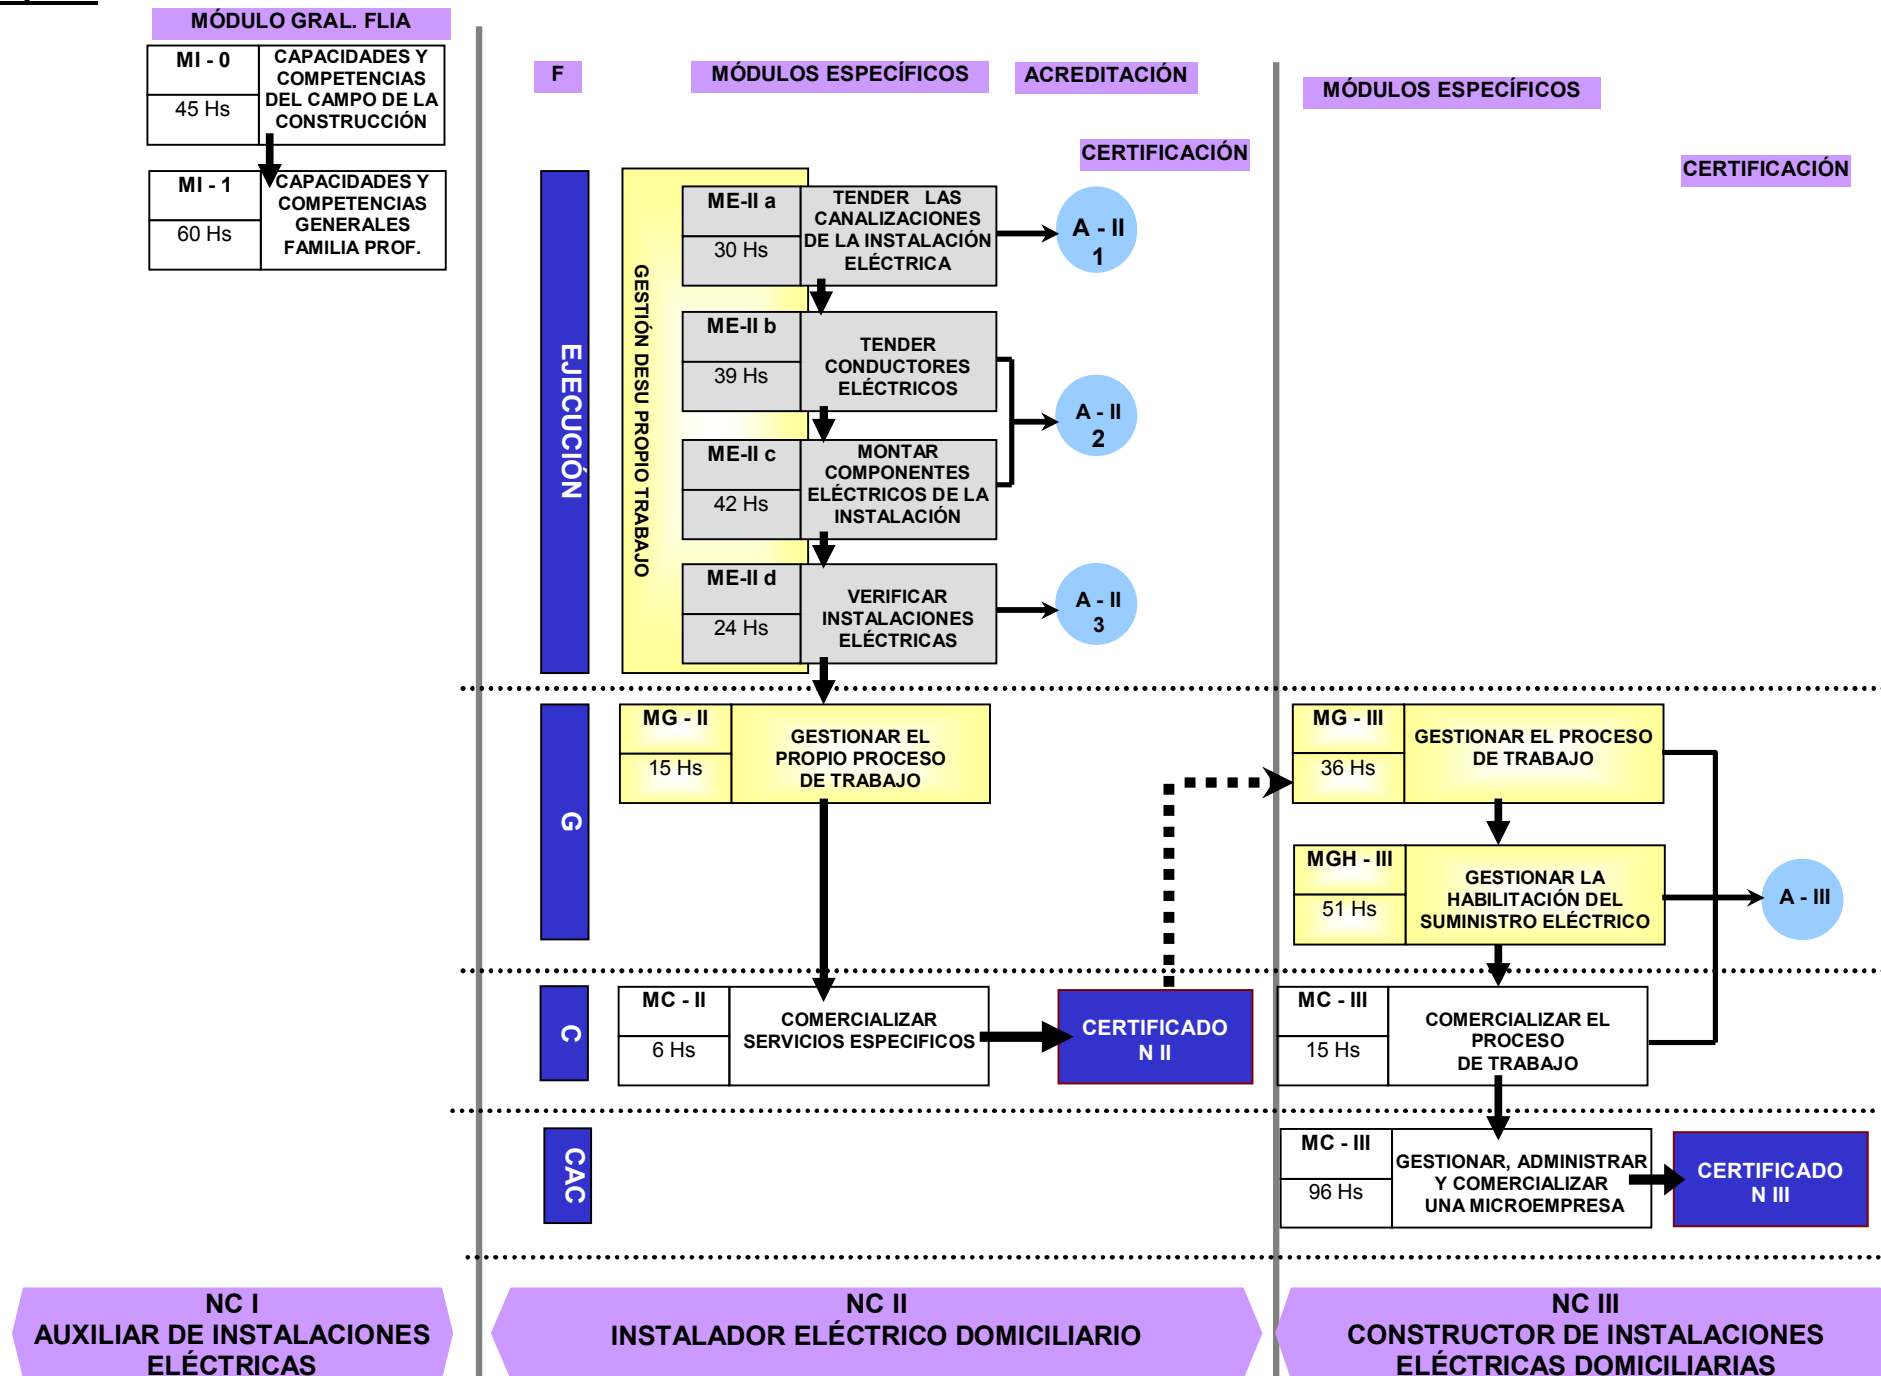 MÓDULO GRAL. FLIA
MI - 0
45 Hs
CAPACIDADES Y
COMPETENCIAS
DEL CAMPO DE LA
CONSTRUCCIÓN
MI - 1
60 Hs
CAPACIDADES Y
COMPETENCIAS
GENERALES
FAMILIA PROF.
F
MÓDULOS ESPECÍFICOS
ACREDITACIÓN
CERTIFICACIÓN
EJECUCIÓN
GESTIÓN DESU PROPIO TRABAJO
ME-II a
30 Hs
TENDER LAS
CANALIZACIONES
DE LA INSTALACIÓN
ELÉCTRICA
A - II
1
ME-II b
39 Hs
TENDER
CONDUCTORES
ELÉCTRICOS
A - II
2
ME-II c
42 Hs
MONTAR
COMPONENTES
ELÉCTRICOS DE LA
INSTALACIÓN
ME-II d
24 Hs
VERIFICAR
INSTALACIONES
ELÉCTRICAS
A - II
3
G
MG - II
15 Hs
GESTIONAR EL
PROPIO PROCESO
DE TRABAJO
C
MC - II
6 Hs
COMERCIALIZAR
SERVICIOS ESPECIFICOS
CERTIFICADO
N II
CAC
MÓDULOS ESPECÍFICOS
CERTIFICACIÓN
MG - III
36 Hs
GESTIONAR EL PROCESO
DE TRABAJO
MGH - III
51 Hs
GESTIONAR LA
HABILITACIÓN DEL
SUMINISTRO ELÉCTRICO
A - III
MC - III
15 Hs
COMERCIALIZAR EL
PROCESO
DE TRABAJO
MC - III
96 Hs
GESTIONAR, ADMINISTRAR
Y COMERCIALIZAR
UNA MICROEMPRESA
CERTIFICADO
N III
NC I
AUXILIAR DE INSTALACIONES
ELÉCTRICAS
NC II
INSTALADOR ELÉCTRICO DOMICILIARIO
NC III
CONSTRUCTOR DE INSTALACIONES
ELÉCTRICAS DOMICILIARIAS